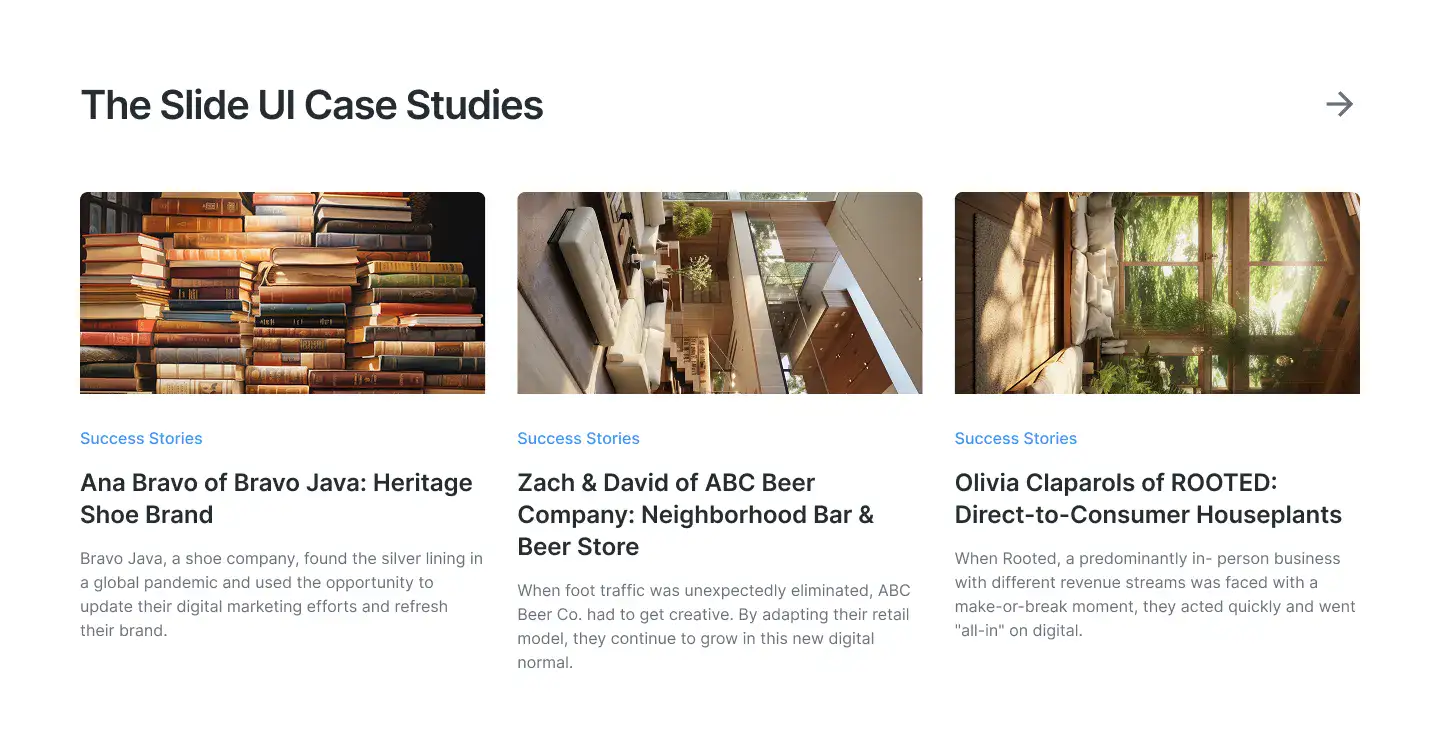 The Slide UI Case Studies
Success Stories
Ana Bravo of Bravo Java: Heritage
Shoe Brand
Bravo Java, a shoe company, found the silver lining in
a global pandemic and used the opportunity to
update their digital marketing efforts and refresh
their brand.
Success Stories
Zach & David of ABC Beer
Company: Neighborhood Bar &
Beer Store
When foot traffic was unexpectedly eliminated, ABC
Beer Co. had to get creative. By adapting their retail
model, they continue to grow in this new digital
normal.
Success Stories
Olivia Claparols of ROOTED:
Direct-to-Consumer Houseplants
When Rooted, a predominantly in- person business
with different revenue streams was faced with a
make-or-break moment, they acted quickly and went
"all-in" on digital.